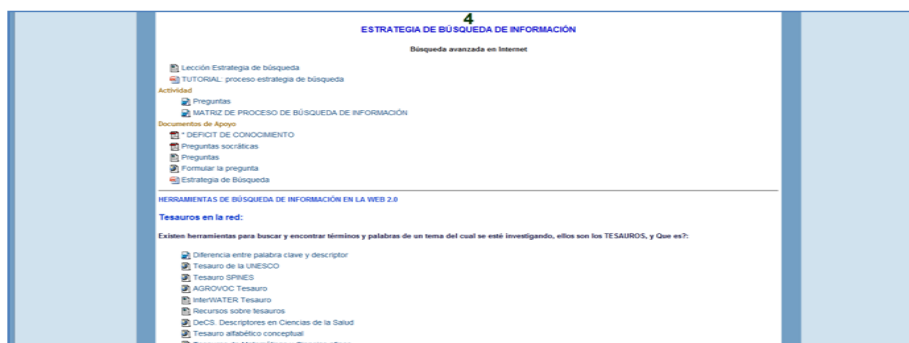 4
ESTRATEGIA DE BÚSQUEDA DE INFORMACIÓN
Búsqueda avanzada en Internet
Lección Estrategia de búsqueda
TUTORIAL: proceso estrategia de búsqueda
Actividad
Preguntas
MATRIZ DE PROCESO DE BÚSQUEDA DE INFORMACIÓN
Documentos de Apoyo
* DEFICIT DE CONOCIMIENTO
Preguntas socráticas
Preguntas
Formular la pregunta
Estrategia de Búsqueda
HERRAMIENTAS DE BÚSQUEDA DE INFORMACIÓN EN LA WEB 2.0
Tesauros en la red:
Existen herramientas para buscar y encontrar términos y palabras de un tema del cual se esté investigando, ellos son los TESAUROS, y Que es?:
Diferencia entre palabra clave y descriptor
Tesauro de la UNESCO
Tesauro SPINES
AGROVOC Tesauro
InterWATER Tesauro
Recursos sobre tesauros
DeCS. Descriptores en Ciencias de la Salud
Tesauro alfabético conceptual